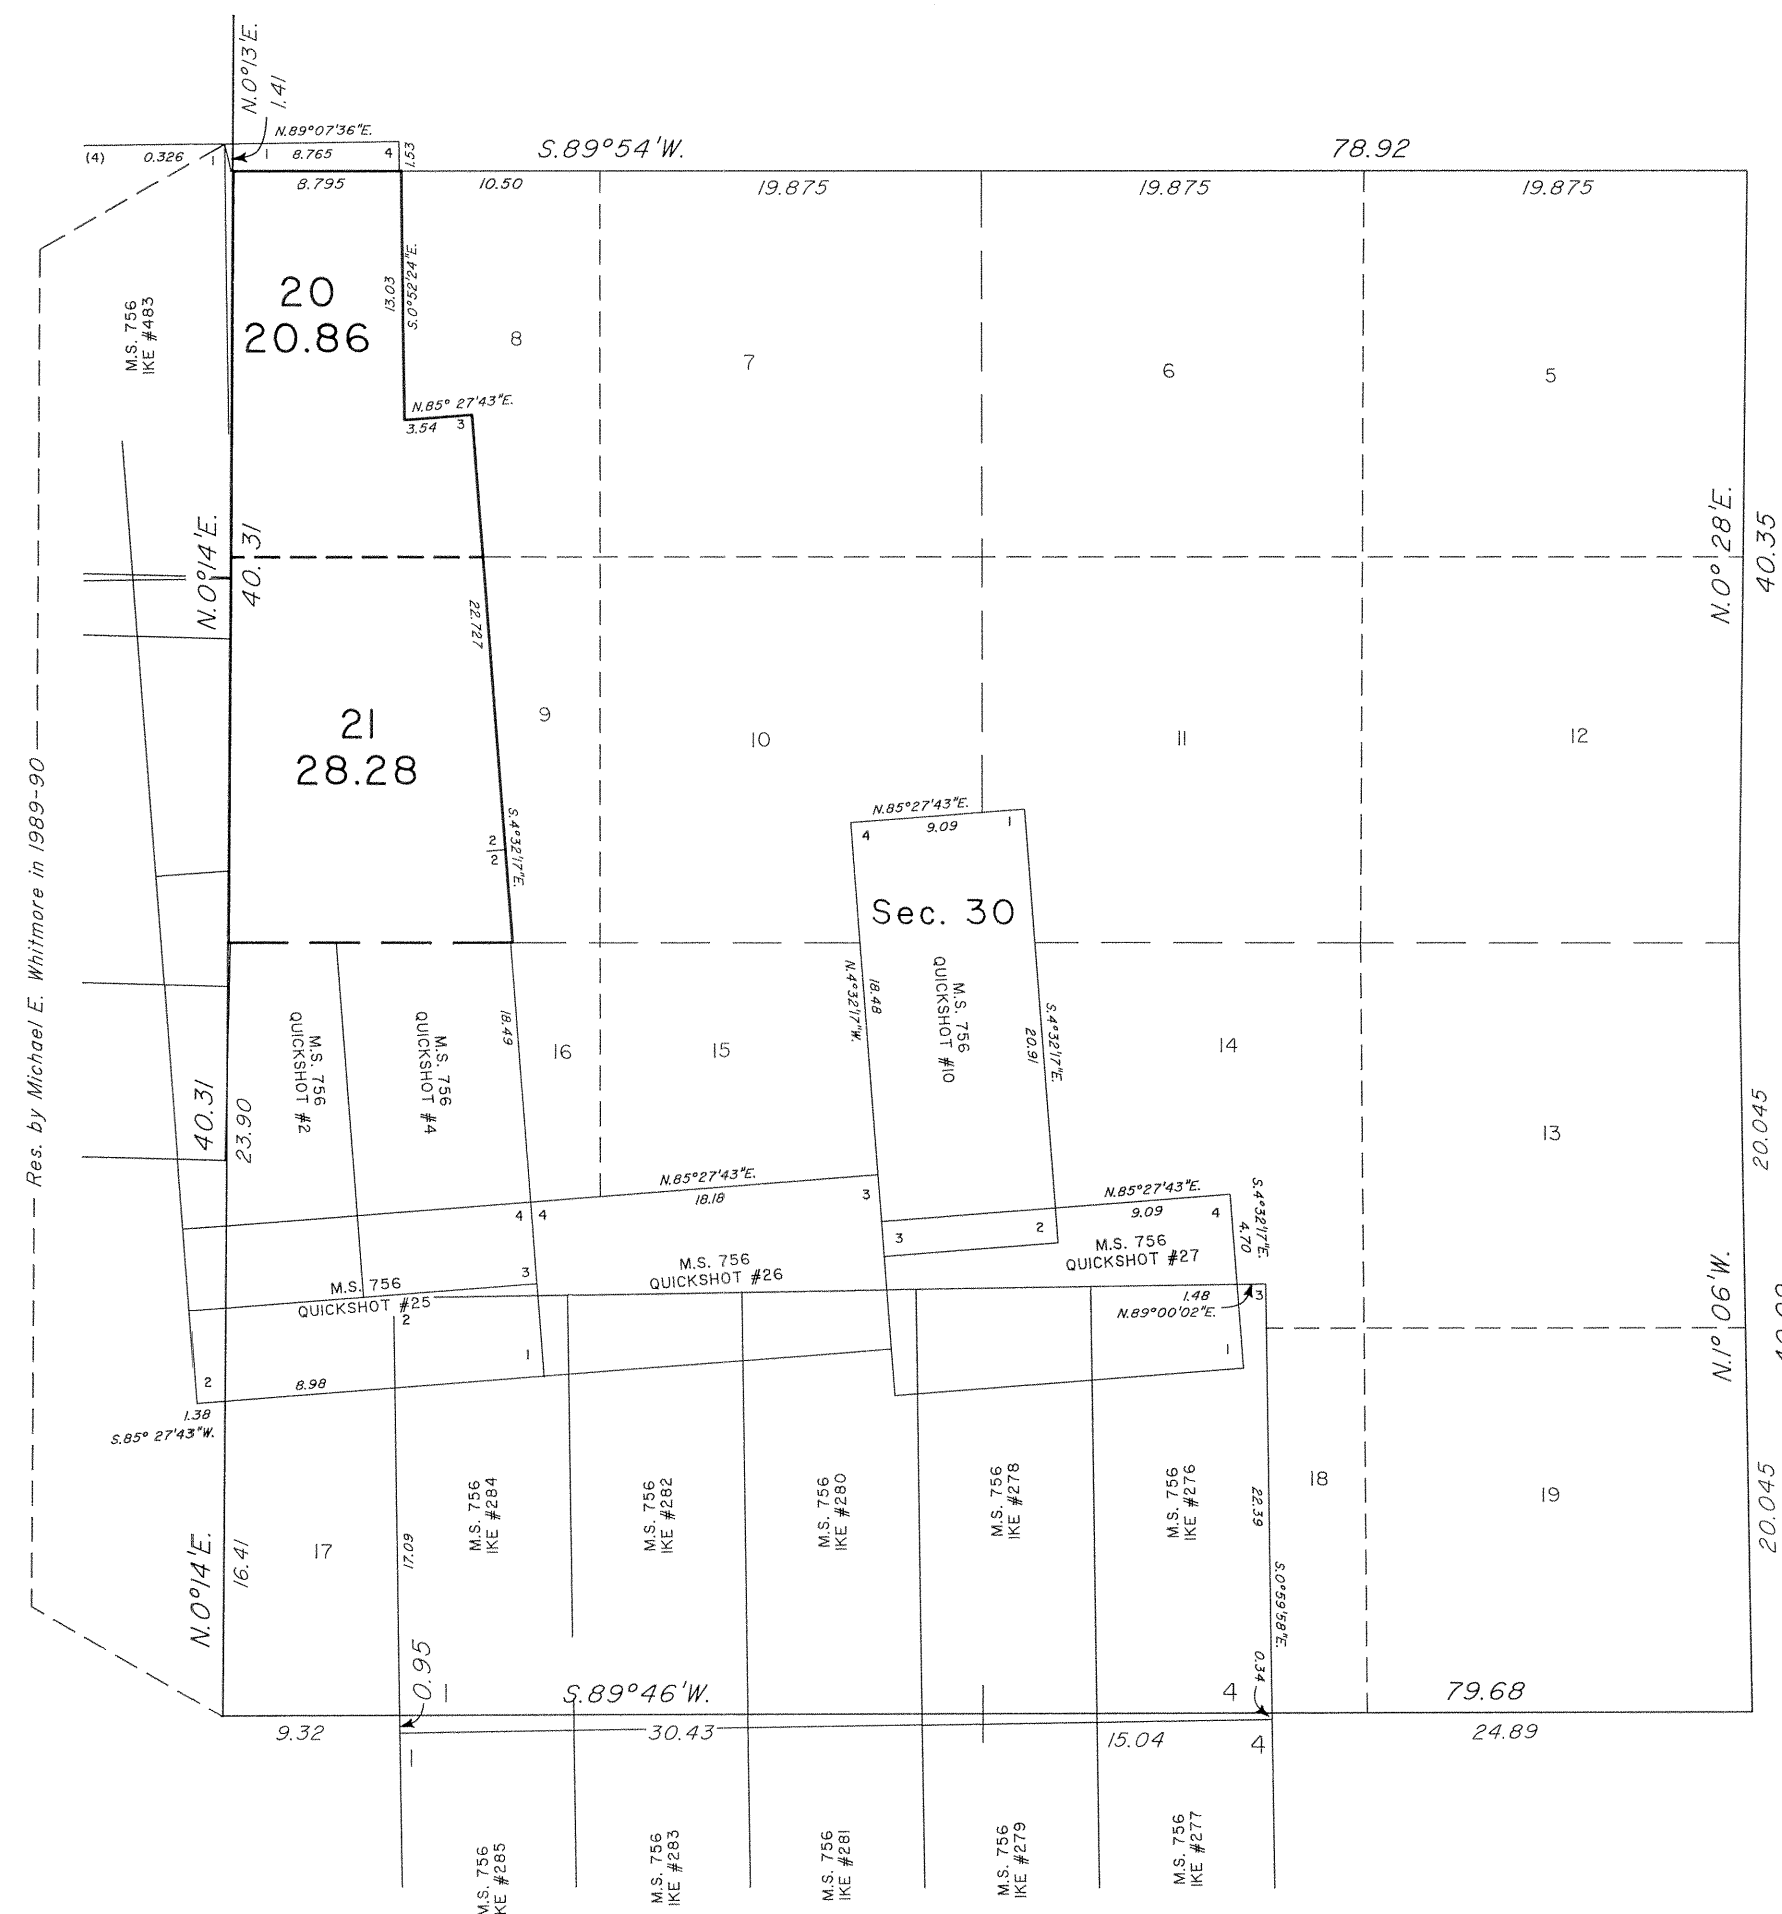 N.0°13'E.
1.41
N.89°07'36"E.
(4)
0.326
1
1
8.765
4
1.53
S.89°54'W.
78.92
8.795
10.50
19.875
19.875
19.875
M.S. 756
IKE #483
20
20.86
13.03
S.0°52'24"E.
8
7
6
5
N.85° 27'43"E.
3.54
3
N.0°14'E.
40.31
N.0° 28'E.
40.35
22.727
21
28.28
9
10
11
12
2
2
S.4°32'17"E.
N.85°27'43"E.
4
9.09
1
Sec. 30
Res. by Michael E. Whitmore in 1989-90
M.S. 756
QUICKSHOT #2
M.S. 756
QUICKSHOT #4
18.49
16
15
N.4°32'17"W.
18.48
M.S. 756
QUICKSHOT #10
20.91
S.4°32'17"E.
14
13
40.31
23.90
20.045
N.85°27'43"E.
18.18
3
N.85°27'43"E.
9.09
4
S.4°32'17"E.
4.70
4
4
3
2
M.S. 756
QUICKSHOT #27
M.S. 756
QUICKSHOT #26
3
M.S. 756
QUICKSHOT #25
2
1.48
3
N.89°00'02"E.
N.1° 06'W.
1
1
2
8.98
1.38
S.85° 27'43"W.
M.S. 756
IKE #284
M.S. 756
IKE #282
M.S. 756
IKE #280
M.S. 756
IKE #278
M.S. 756
IKE #276
22.39
18
19
20.045
N.0°14'E.
16.41
17
17.09
S.0°59'58"E.
0.95
1
S.89°46'W.
4
0.34
79.68
9.32
30.43
15.04
4
24.89
1
M.S. 756
IKE #285
M.S. 756
IKE #283
M.S. 756
IKE #281
M.S. 756
IKE #279
M.S. 756
IKE #277